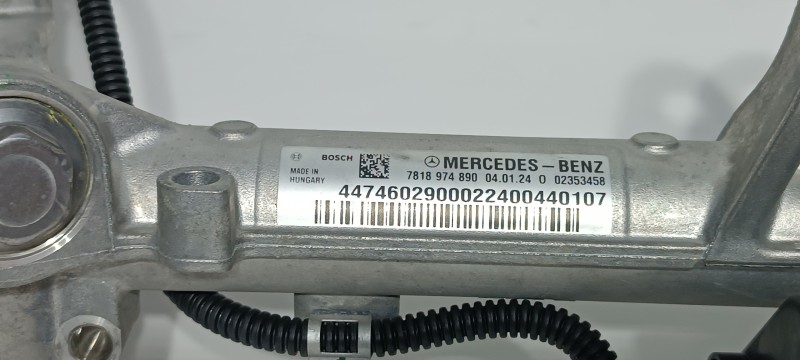 BOSCH MERCEDES-BENZ
MADE IN HUNGARY 7818 974 890 04.01.24 0 02353458
4474602900022400440107